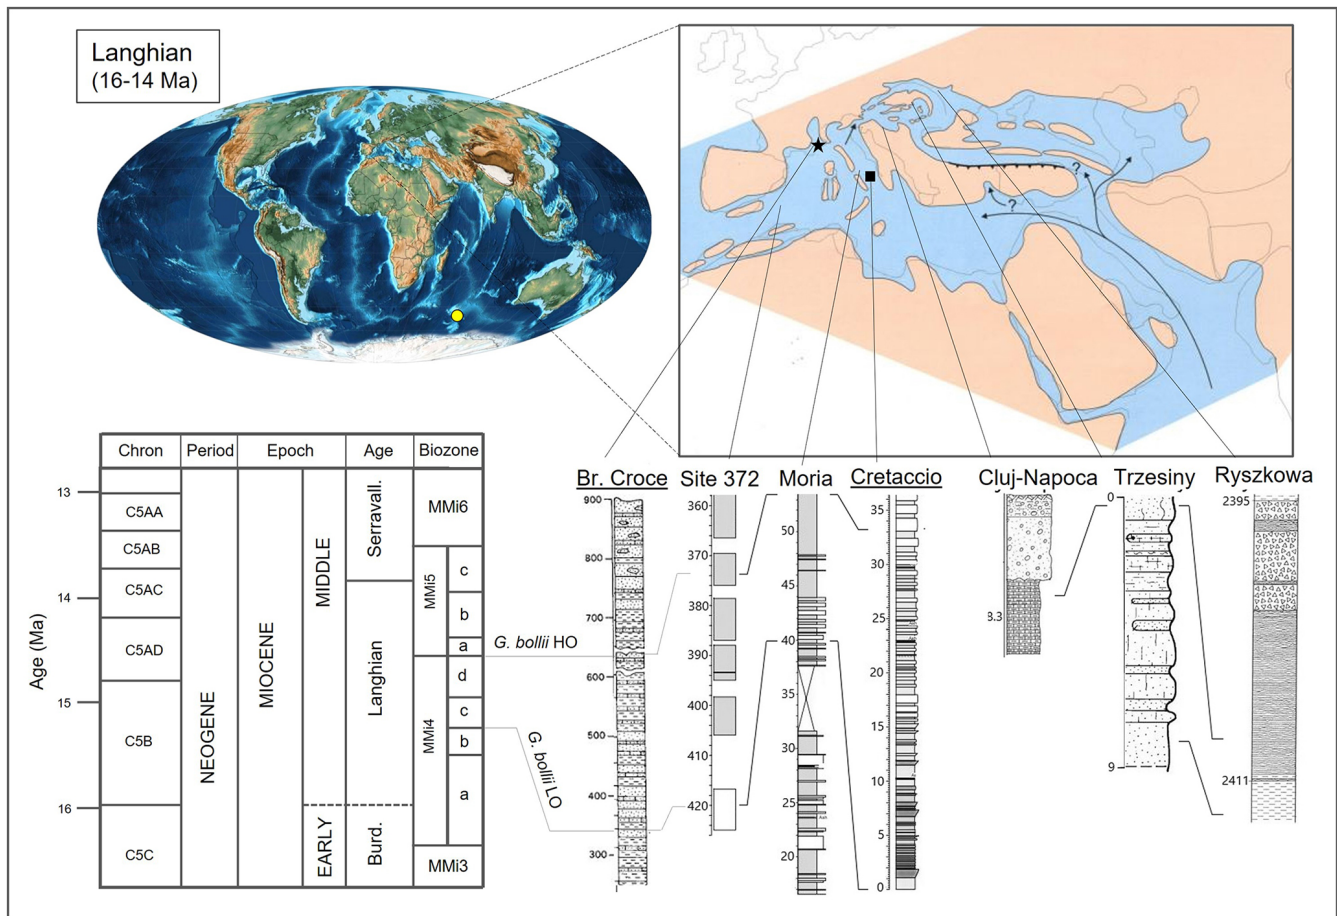 Langhian
(16-14 Ma)
?
?
Chron
Period
Epoch
Age
Biozone
Age (Ma)
13
14
15
16
C5AA
C5AB
C5AC
C5AD
C5B
C5C
NEOGENE
MIOCENE
MIDDLE
EARLY
Serravall.
Langhian
Burd.
MMi6
MMi5
c
b
a
MMi4
d
c
b
a
MMi3
G. bollii HO
G. bollii LO
Br. Croce
900
800
700
600
500
400
300
Site 372
360
370
380
390
400
410
420
Moria
50
45
40
35
30
25
20
Ash
Cretaccio
35
30
25
20
15
10
5
0
Cluj-Napoca
3.3
Trzesiny
0
9
Ryszkowa
2395
2411